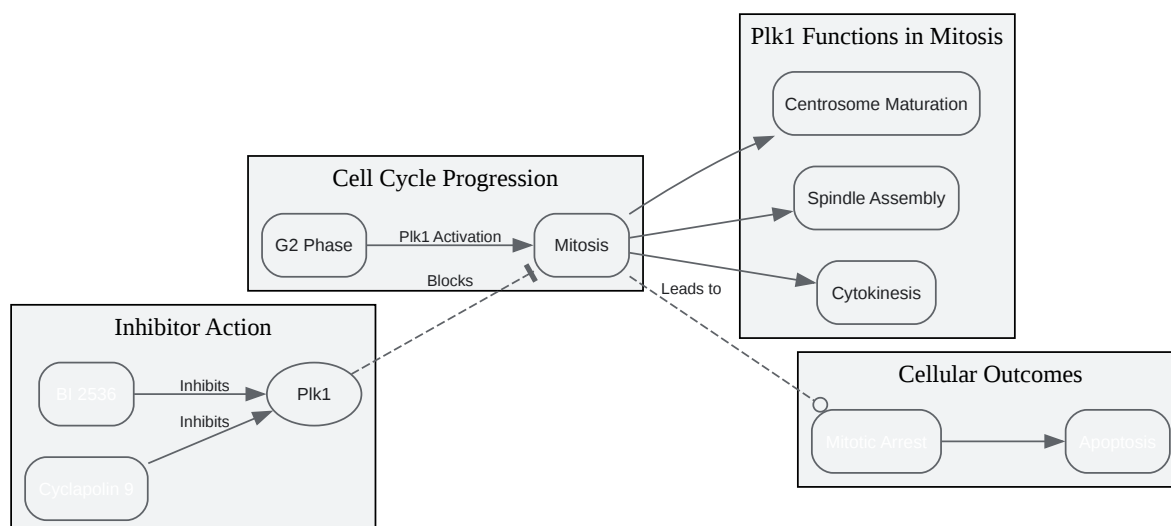 Plk1 Functions in Mitosis
Centrosome Maturation
Cell Cycle Progression
Spindle Assembly
G2 Phase
Plk1 Activation
Mitosis
Blocks
Leads to
Cytokinesis
Inhibitor Action
BI 2536
Inhibits
Plk1
Inhibits
Cyclapolin 9
Cellular Outcomes
Mitotic Arrest
Apoptosis